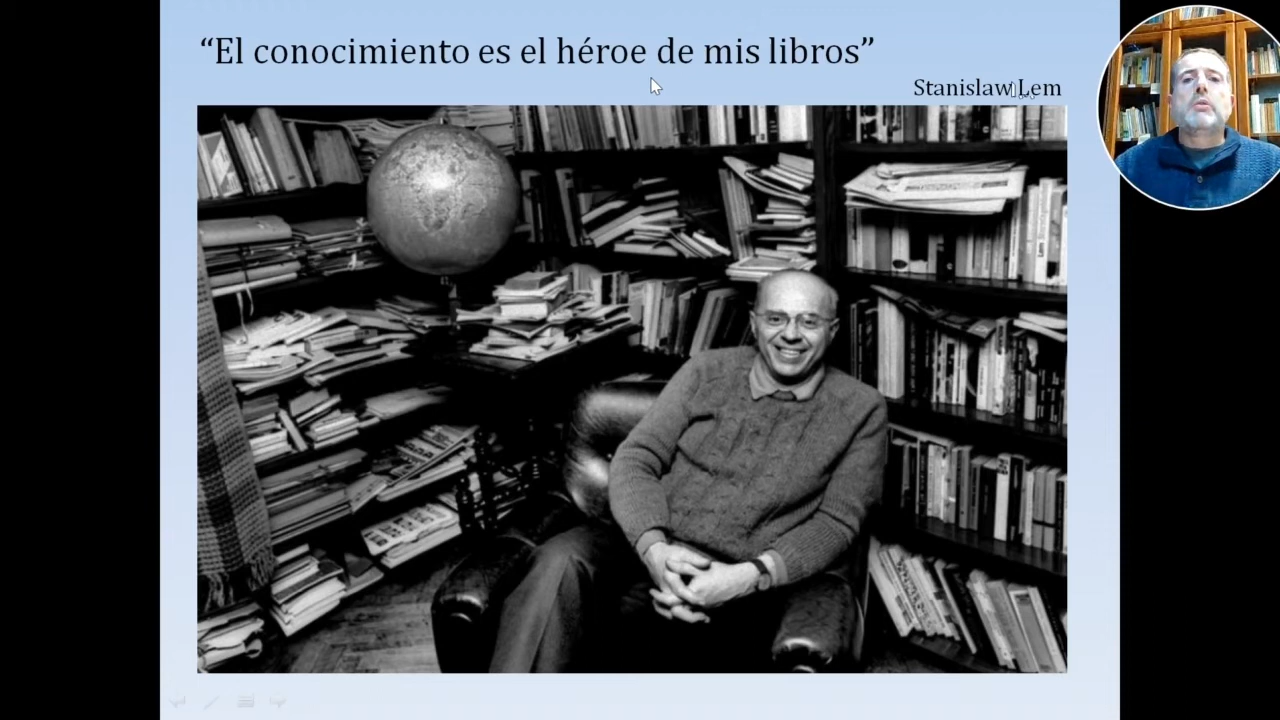 “El conocimiento es el héroe de mis libros”
Stanislaw Lem